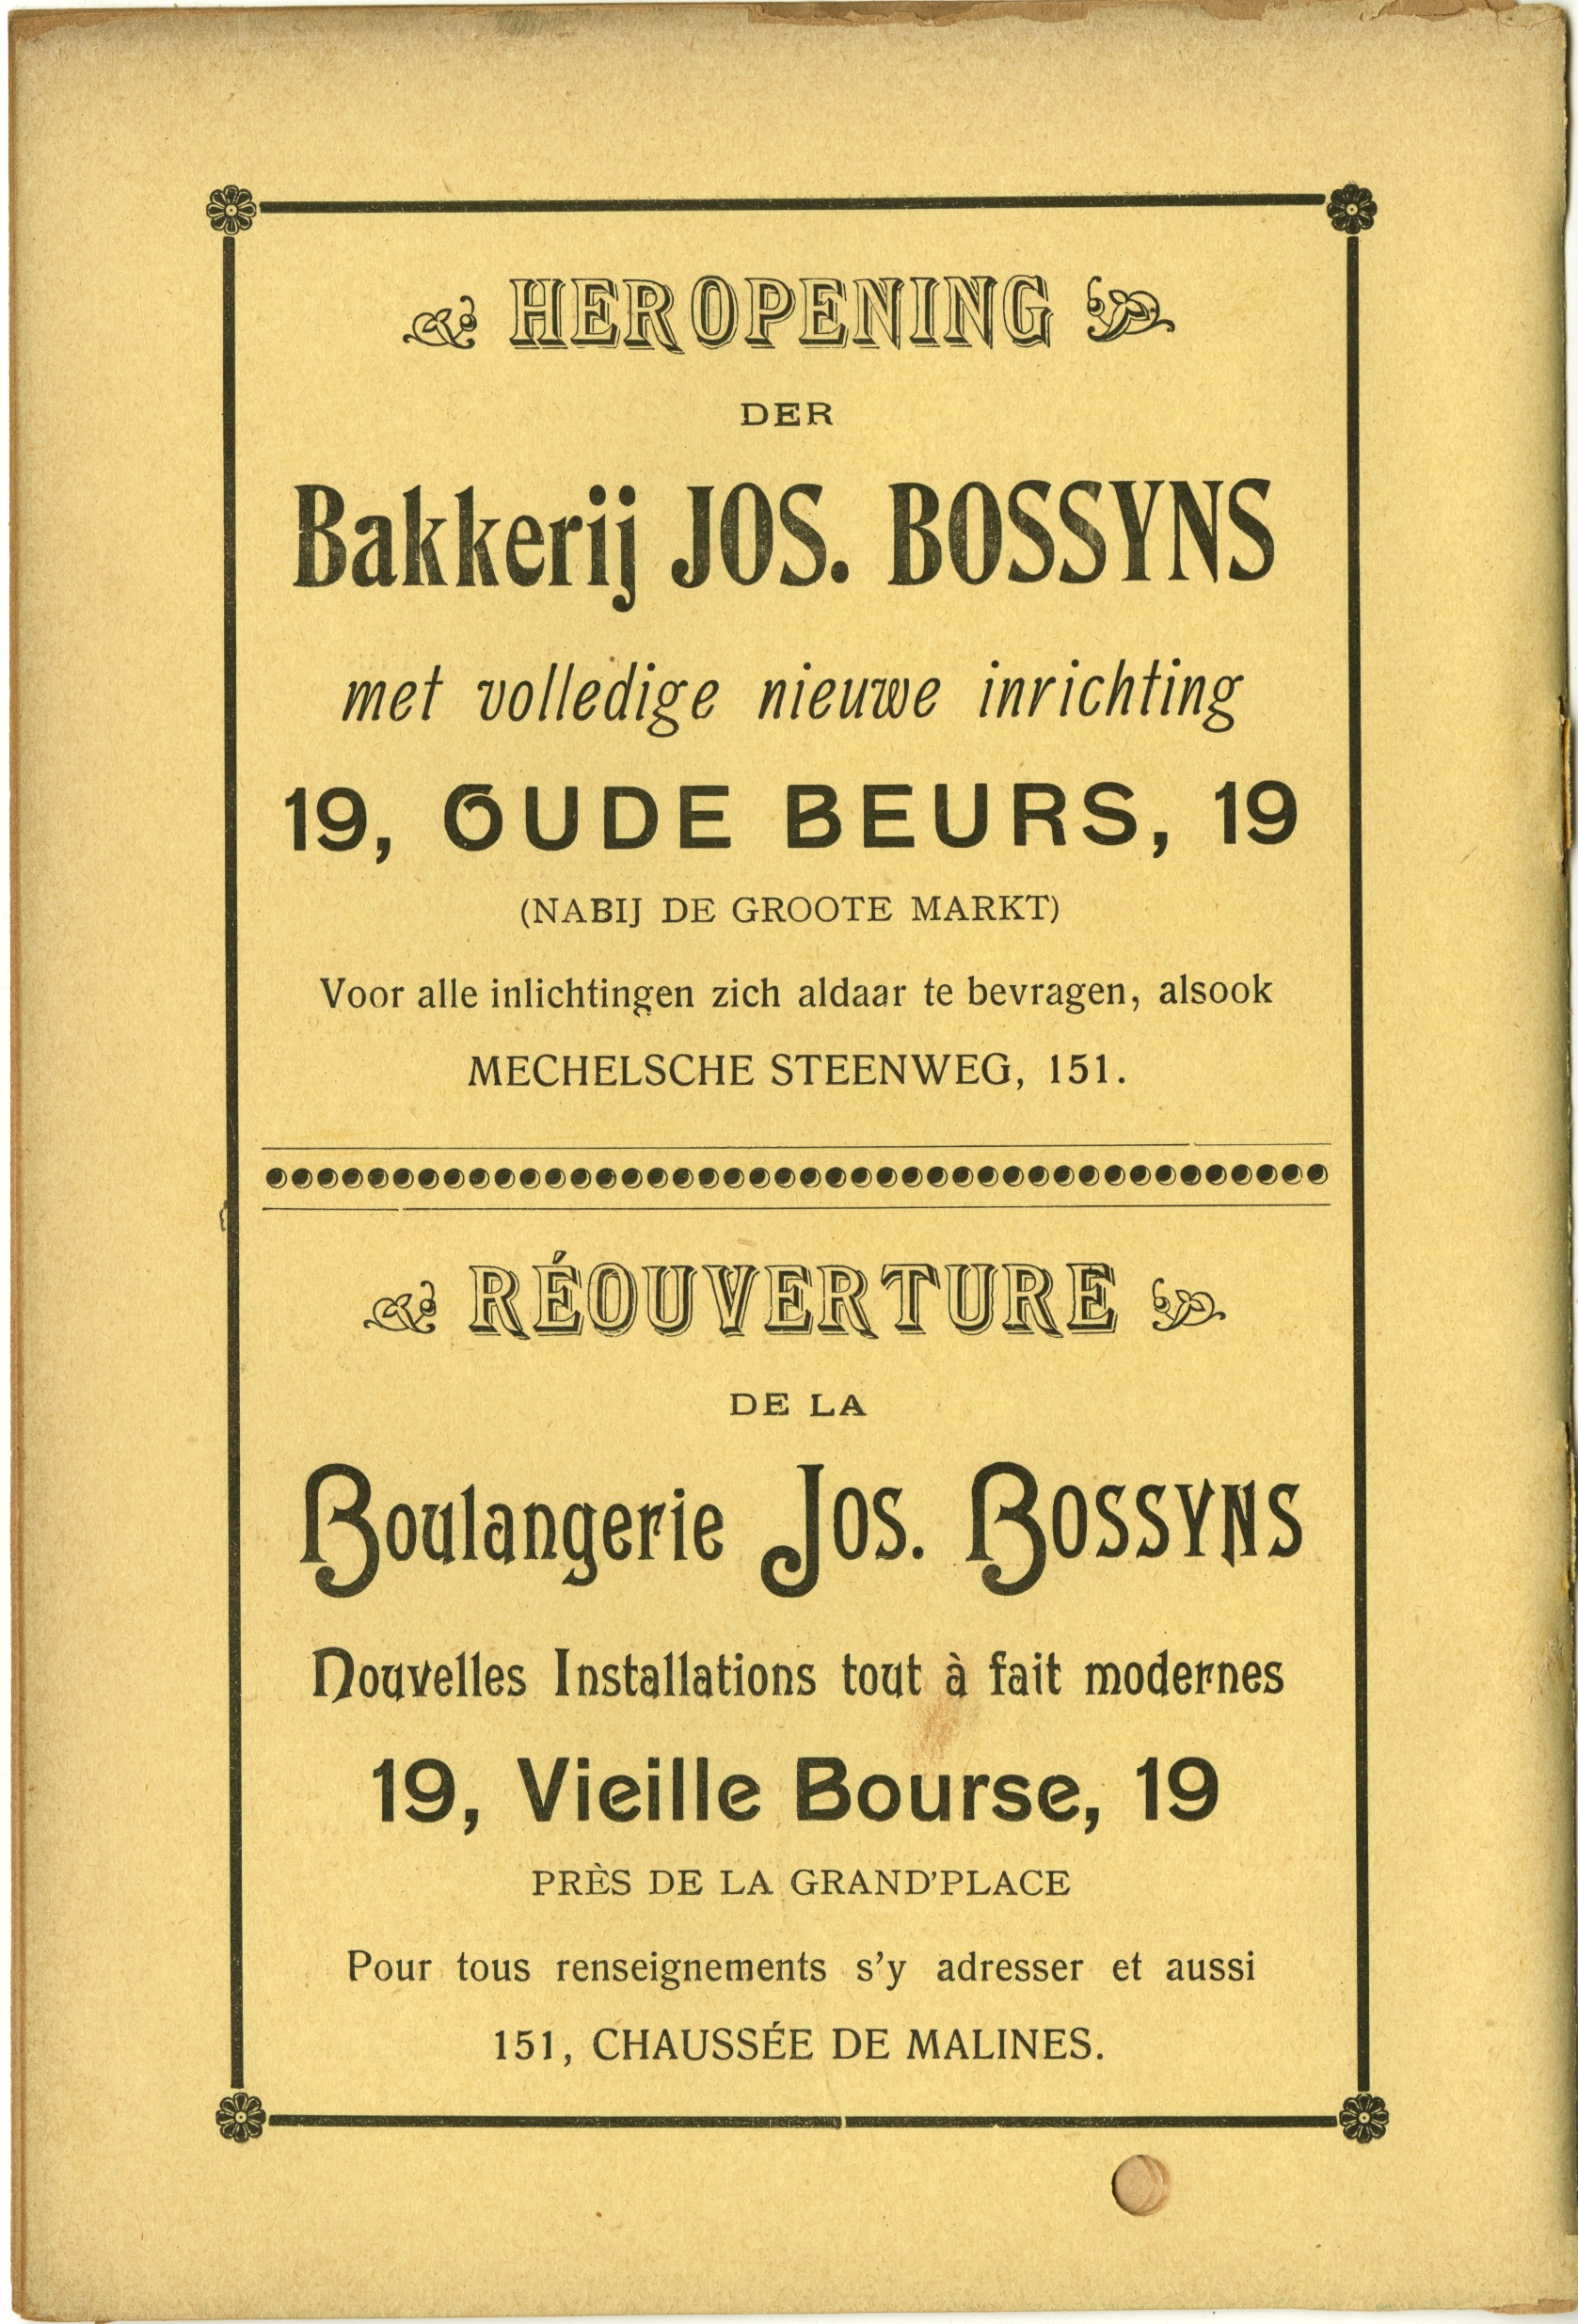 HEROPENING
DER
Bakkerij JOS. BOSSYNS
met volledige nieuwe inrichting
19, OUDE BEURS, 19
(NABIJ DE GROOTE MARKT)
Voor alle inlichtingen zich aldaar te bevragen, alsook
MECHELSCHE STEENWEG, 151.
RÉOUVERTURE
DE LA
Boulangerie Jos. Bossyns
Nouvelles Installations tout à fait modernes
19, Vieille Bourse, 19
PRÈS DE LA GRAND'PLACE
Pour tous renseignements s'y adresser et aussi
151, CHAUSSÉE DE MALINES.